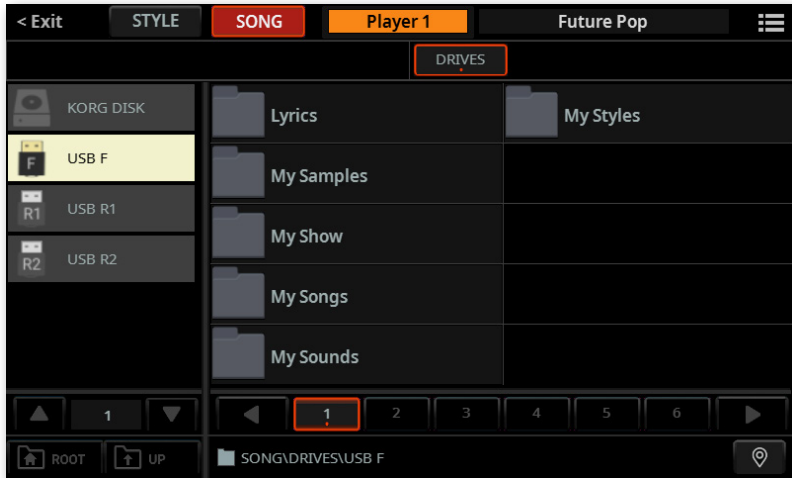 < Exit STYLE SONG Player 1 Future Pop
DRIVES
KORG DISK
F USB F
R1 USB R1
R2 USB R2
Lyrics My Styles
My Samples
My Show
My Songs
My Sounds
1 1 2 3 4 5 6
ROOT UP SONG\DRIVES\USB F